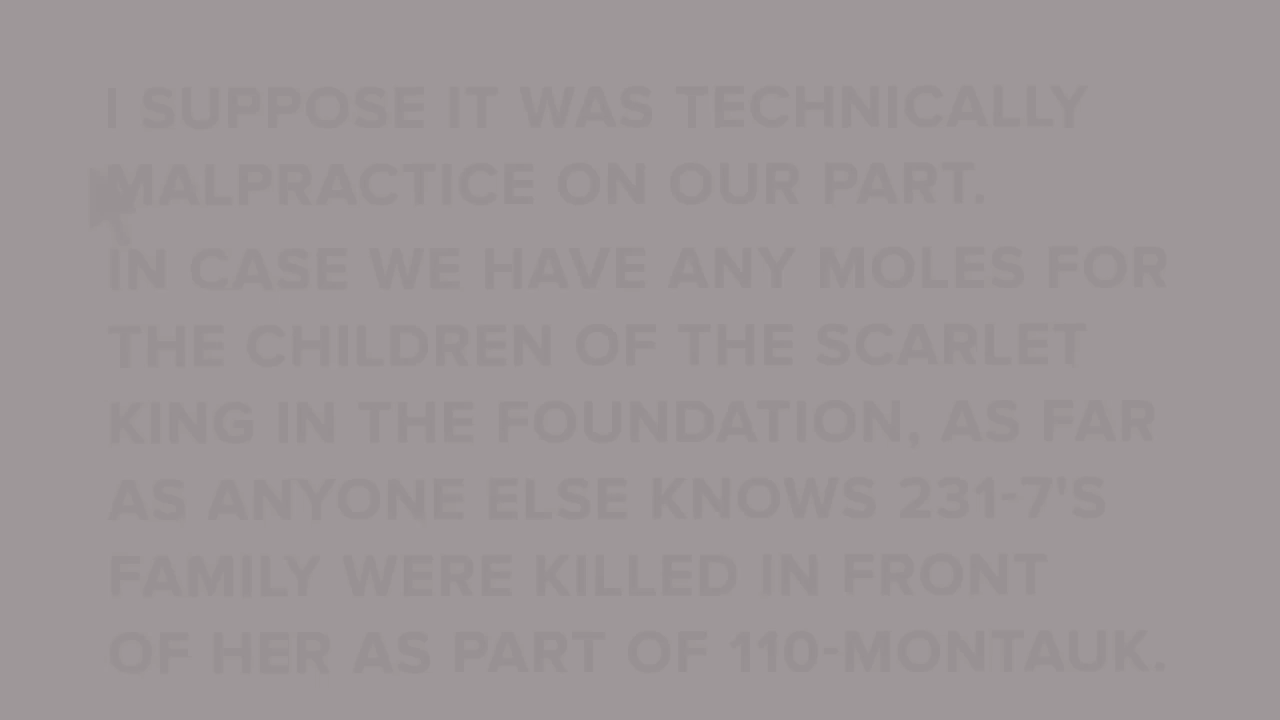 I SUPPOSE IT WAS TECHNICALLY
MALPRACTICE ON OUR PART.
IN CASE WE HAVE ANY MOLES FOR
THE CHILDREN OF THE SCARLET
KING IN THE FOUNDATION, AS FAR
AS ANYONE ELSE KNOWS 231-7'S
FAMILY WERE KILLED IN FRONT
OF HER AS PART OF 110-MONTAUK.